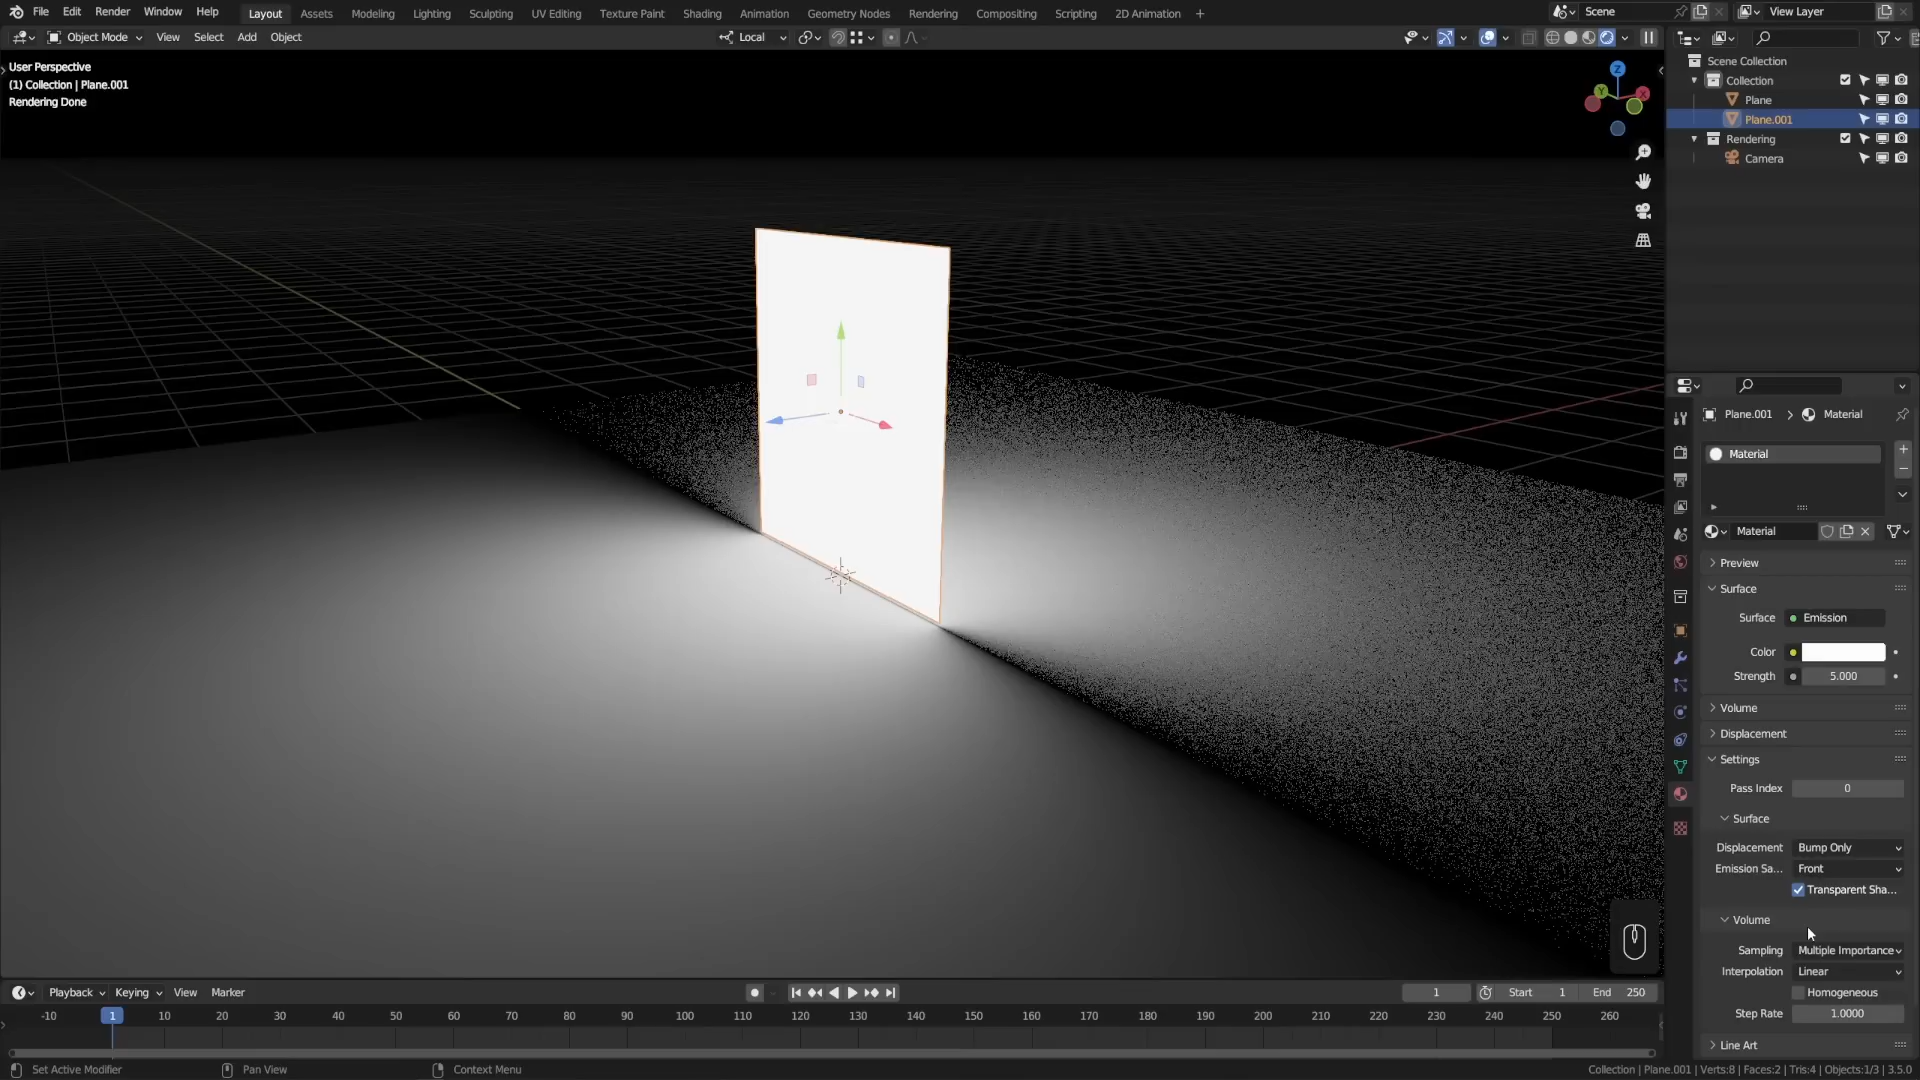 File Edit Render Window Help Layout Assets Modeling Lighting Sculpting UV Editing Texture Paint Shading Animation Geometry Nodes Rendering Compositing Scripting 2D Animation + Scene View Layer
Object Mode View Select Add Object Local
User Perspective
(1) Collection | Plane.001
Rendering Done
Z
Y
X
Scene Collection
Collection
Plane
Plane.001
Rendering
Camera
Plane.001 > Material
Material
Material
Preview
Surface
Surface Emission
Color
Strength 5.000
Volume
Displacement
Settings
Pass Index 0
Surface
Displacement Bump Only
Emission Sa... Front
Transparent Sha...
Volume
Sampling Multiple Importance
Interpolation Linear
Homogeneous
Step Rate 1.0000
Line Art
Playback Keying View Marker 1 Start 1 End 250
-10 1 10 20 30 40 50 60 70 80 90 100 110 120 130 140 150 160 170 180 190 200 210 220 230 240 250 260
Set Active Modifier Pan View Context Menu Collection | Plane.001 | Verts:8 | Faces:2 | Tris:4 | Objects:1/3 | 3.5.0